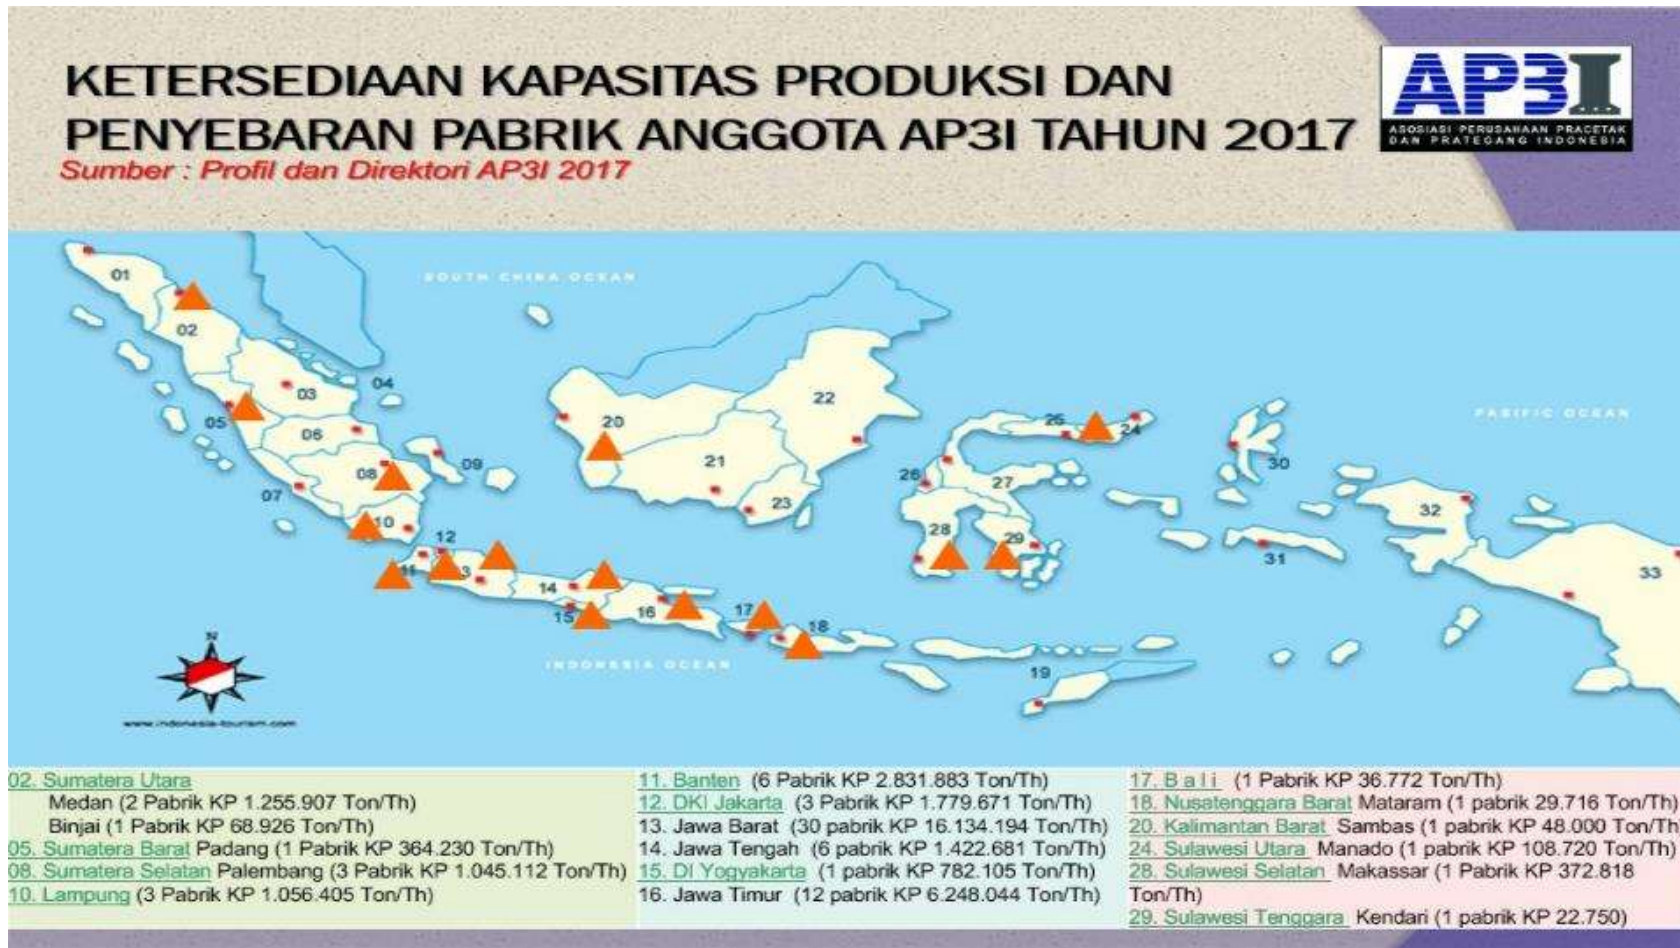 KETERSEDIAAN KAPASITAS PRODUKSI DAN
PENYEBARAN PABRIK ANGGOTA AP3I TAHUN 2017
Sumber : Profil dan Direktori AP3I 2017
AP3I
ASOSIASI PERUSAHAAN PRACETAK
DAN PRATEGANG INDONESIA
SOUTH CHINA OCEAN
PASIFIC OCEAN
INDONESIA OCEAN
01
02
03
04
05
06
07
08
09
10
11
12
3
14
15
16
17
18
19
20
21
22
23
24
25
26
27
28
29
30
31
32
33
N
www.indonesia-tourism.com
02. Sumatera Utara
Medan (2 Pabrik KP 1.255.907 Ton/Th)
Binjai (1 Pabrik KP 68.926 Ton/Th)
05. Sumatera Barat Padang (1 Pabrik KP 364.230 Ton/Th)
08. Sumatera Selatan Palembang (3 Pabrik KP 1.045.112 Ton/Th)
10. Lampung (3 Pabrik KP 1.056.405 Ton/Th)
11. Banten (6 Pabrik KP 2.831.883 Ton/Th)
12. DKI Jakarta (3 Pabrik KP 1.779.671 Ton/Th)
13. Jawa Barat (30 pabrik KP 16.134.194 Ton/Th)
14. Jawa Tengah (6 pabrik KP 1.422.681 Ton/Th)
15. DI Yogyakarta (1 pabrik KP 782.105 Ton/Th)
16. Jawa Timur (12 pabrik KP 6.248.044 Ton/Th)
17. B a l i (1 Pabrik KP 36.772 Ton/Th)
18. Nusatenggara Barat Mataram (1 pabrik 29.716 Ton/Th)
20. Kalimantan Barat Sambas (1 pabrik KP 48.000 Ton/Th
24. Sulawesi Utara Manado (1 pabrik KP 108.720 Ton/Th)
28. Sulawesi Selatan Makassar (1 Pabrik KP 372.818
Ton/Th)
29. Sulawesi Tenggara Kendari (1 pabrik KP 22.750)